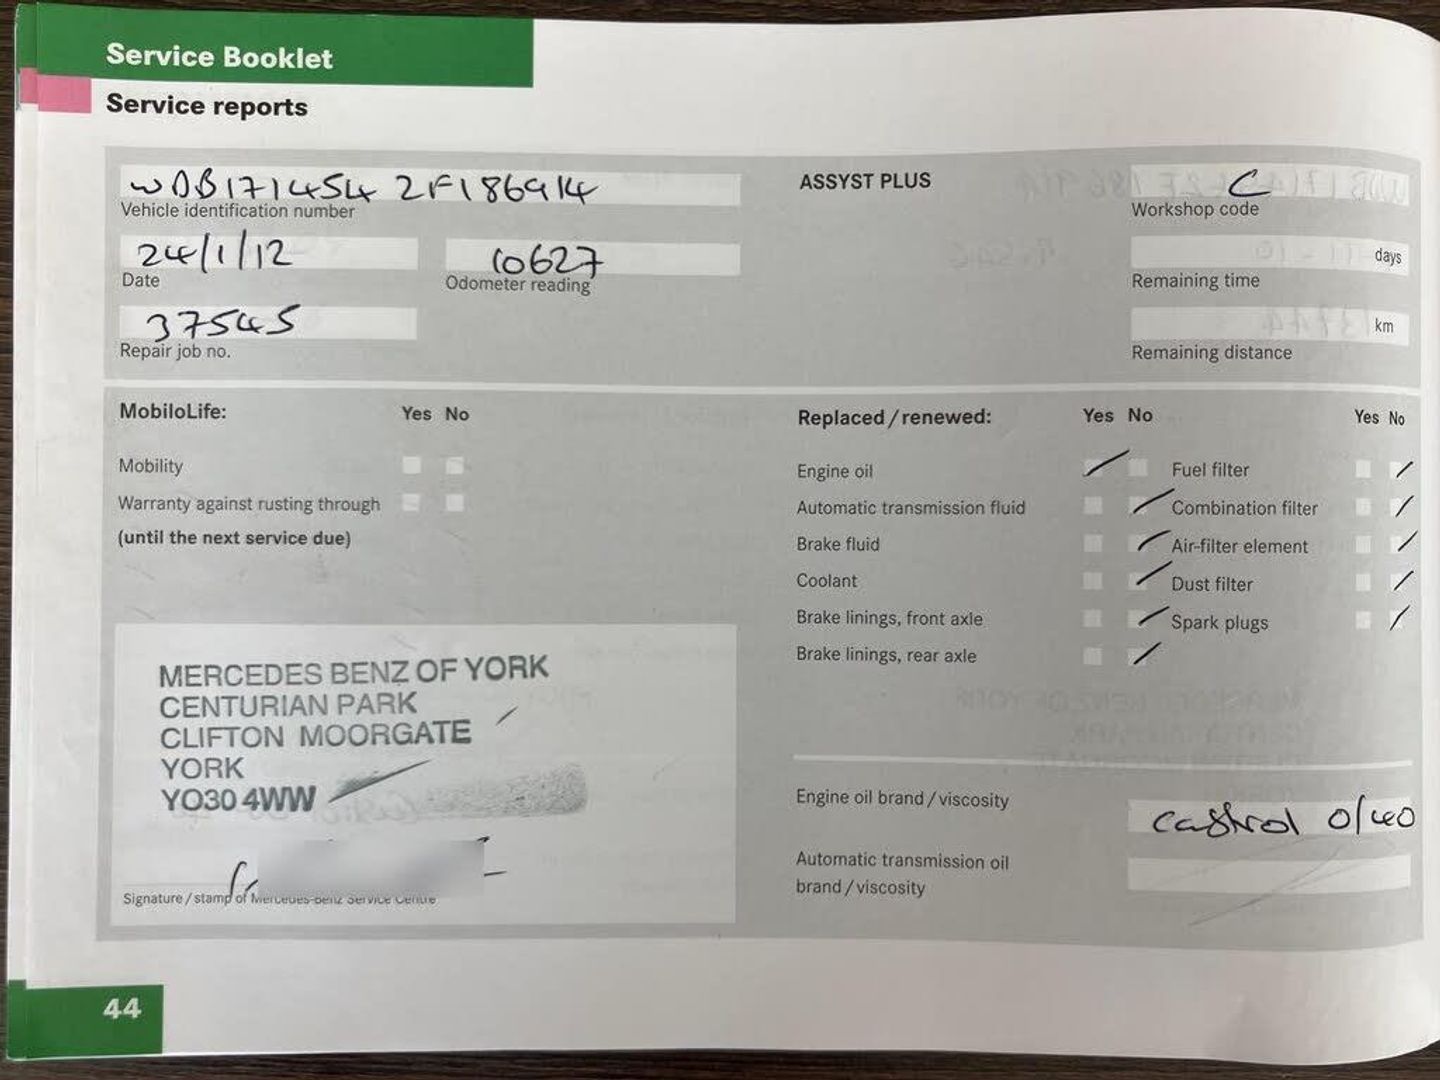 Service Booklet
Service reports
WDB171454 2F186914
Vehicle identification number
ASSYST PLUS
C
Workshop code
24/1/12
Date
10627
Odometer reading
days
Remaining time
37545
Repair job no.
km
Remaining distance
MobiloLife: Yes No
Mobility
Warranty against rusting through
(until the next service due)
Replaced / renewed: Yes No Yes No
Engine oil Fuel filter
Automatic transmission fluid Combination filter
Brake fluid Air-filter element
Coolant Dust filter
Brake linings, front axle Spark plugs
Brake linings, rear axle
MERCEDES BENZ OF YORK
CENTURIAN PARK
CLIFTON MOORGATE
YORK
YO30 4WW
Signature / stamp of Mercedes-Benz Service Centre
Engine oil brand / viscosity
Castrol 0/40
Automatic transmission oil
brand / viscosity
44